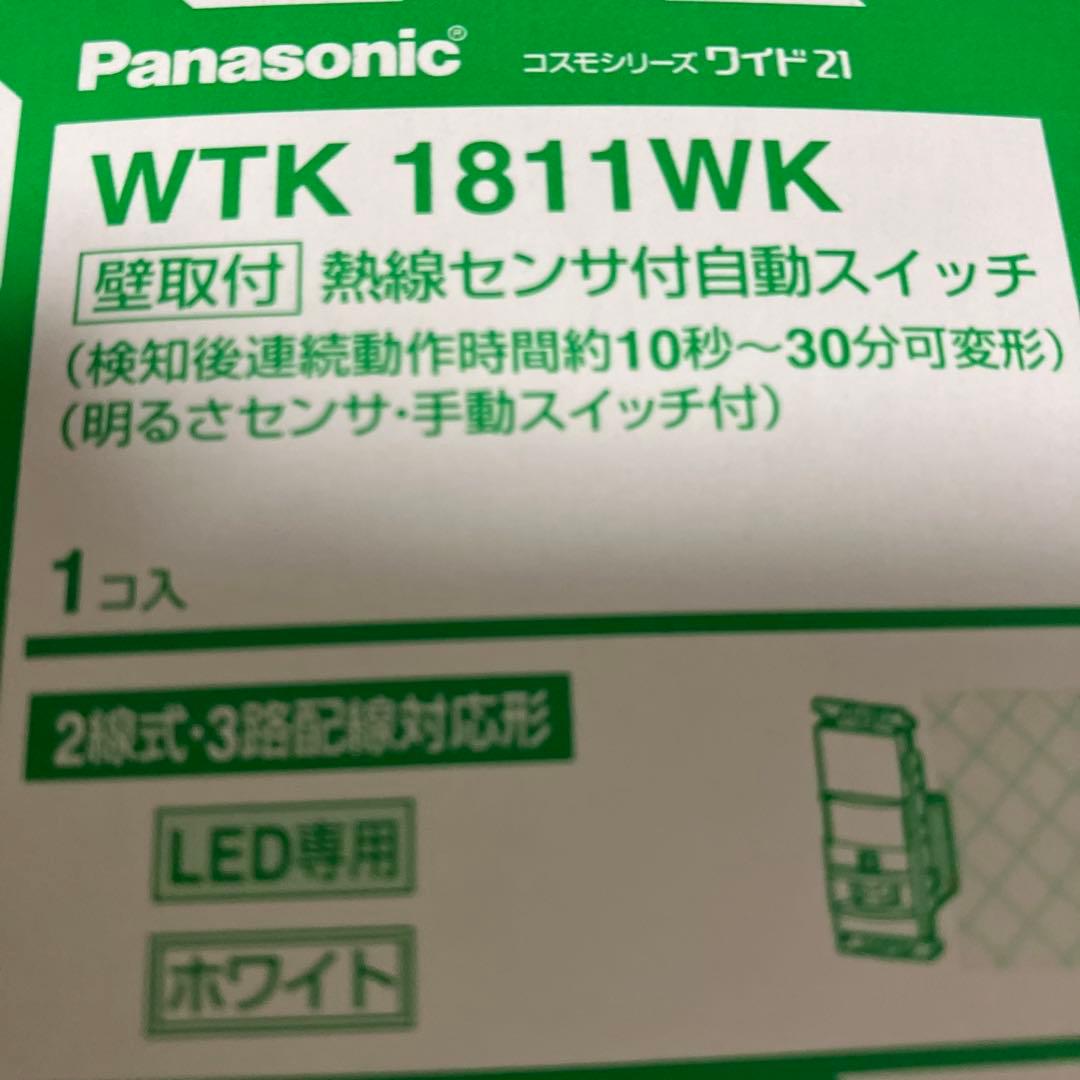 Panasonic® コスモシリーズ ワイド21
WTK 1811WK
壁取付 熱線センサ付自動スイッチ
(検知後連続動作時間約10秒～30分可変形)
(明るさセンサ・手動スイッチ付)
1コ入
2線式・3路配線対応形
LED専用
ホワイト